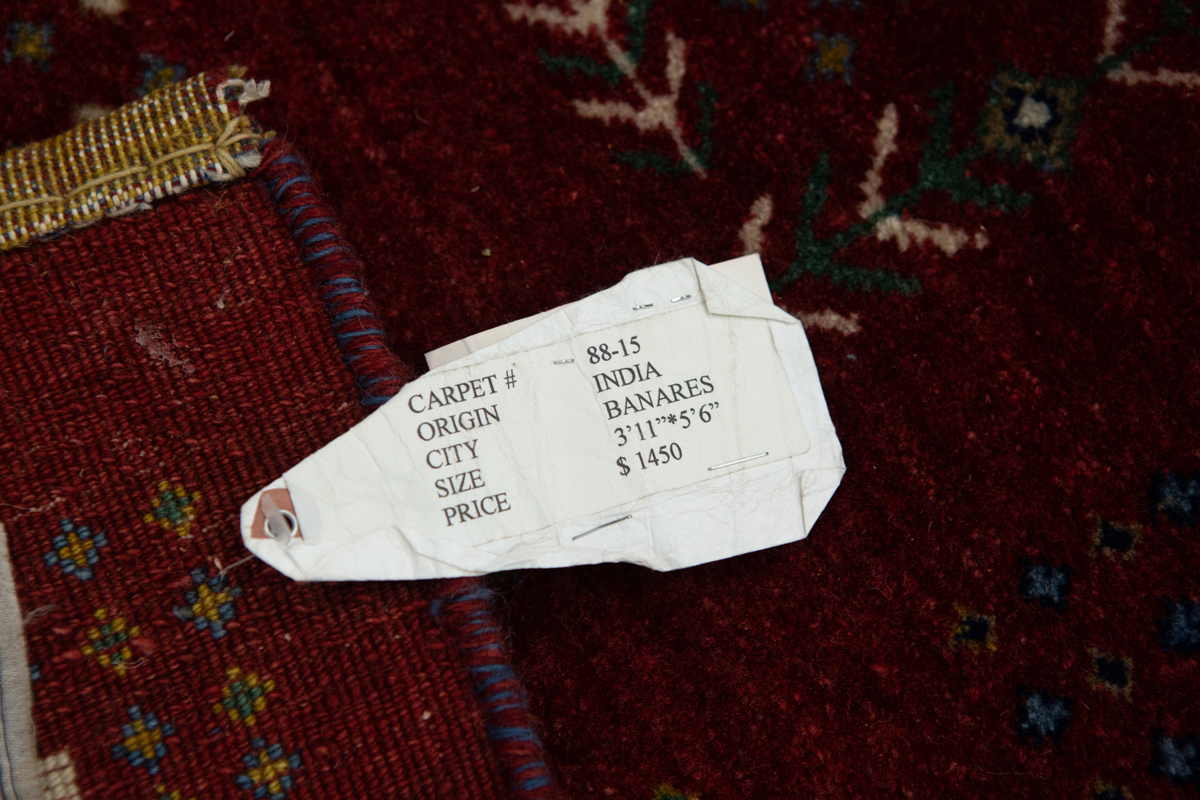 CARPET # 88-15
ORIGIN INDIA
CITY BANARES
SIZE 3'11”*5'6”
PRICE $ 1450